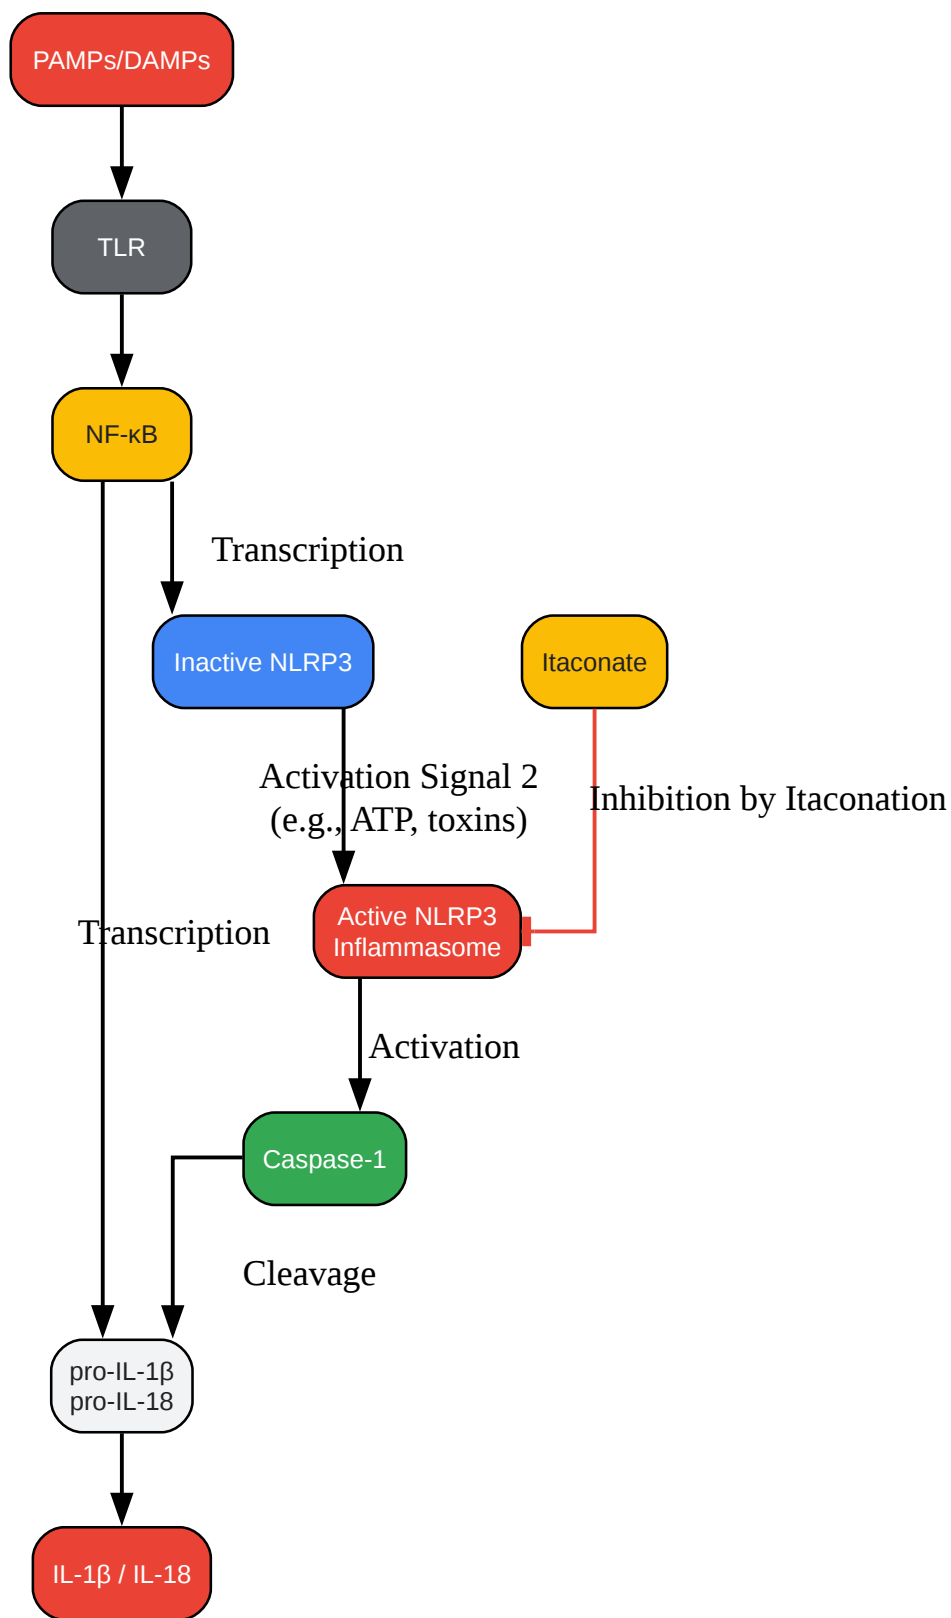 PAMPs/DAMPs
TLR
NF-κB
Transcription
Inactive NLRP3
Itaconate
Activation Signal 2
(e.g., ATP, toxins)
Inhibition by Itaconation
Transcription
Active NLRP3
Inflammasome
Activation
Caspase-1
Cleavage
pro-IL-1β
pro-IL-18
IL-1β / IL-18